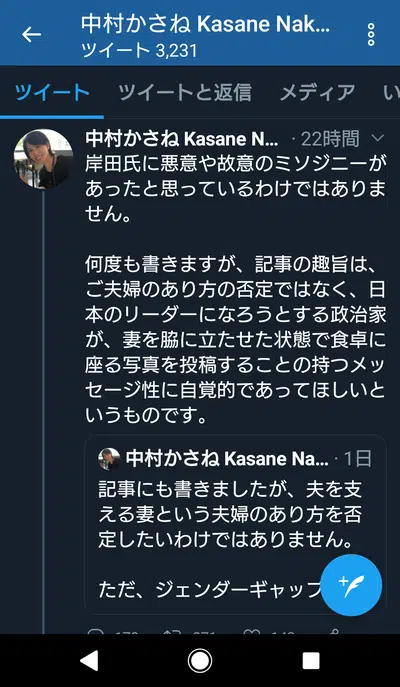 中村かさね Kasane Nak...
ツイート 3,231
ツイート ツイートと返信 メディア い
中村かさね Kasane N... · 22時間
岸田氏に悪意や故意のミソジニーが
あったと思っているわけではありま
せん。
何度も書きますが、記事の趣旨は、
ご夫婦のあり方の否定ではなく、日
本のリーダーになろうとする政治家
が、妻を脇に立たせた状態で食卓に
座る写真を投稿することの持つメッ
セージ性に自覚的であってほしいと
いうものです。
中村かさね Kasane Na... · 1日
記事にも書きましたが、夫を支
える妻という夫婦のあり方を否
定したいわけではありません。
ただ、ジェンダーギャップ